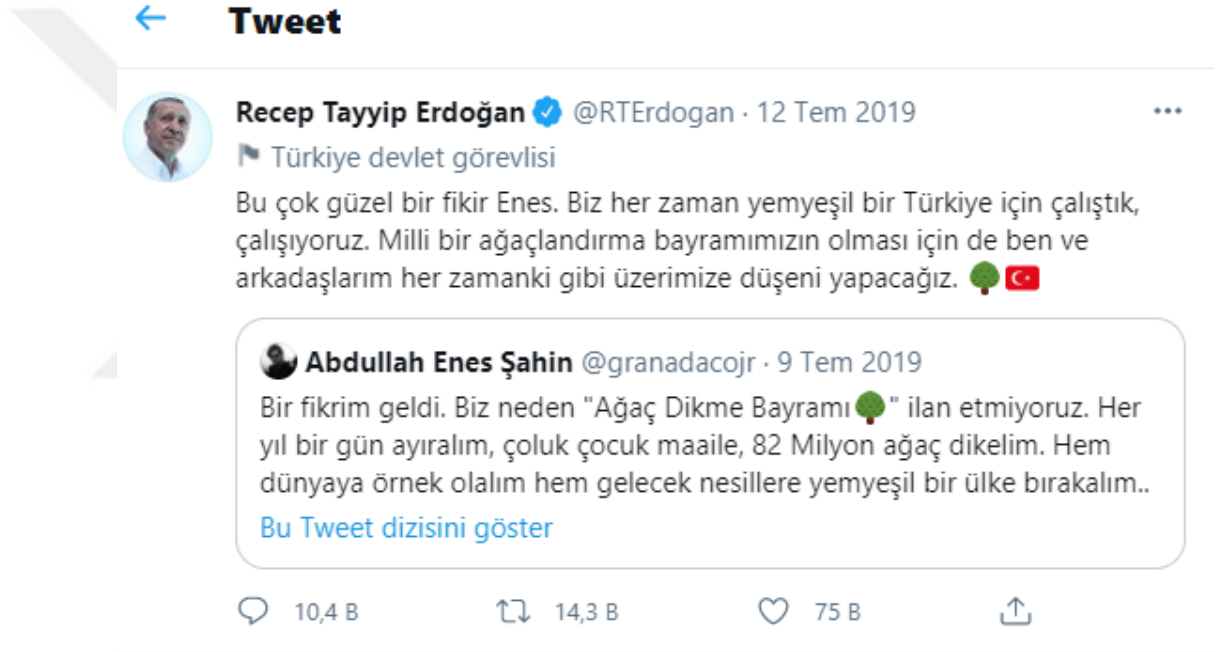 Tweet
Recep Tayyip Erdoğan @RTErdogan · 12 Tem 2019
Türkiye devlet görevlisi
Bu çok güzel bir fikir Enes. Biz her zaman yemyeşil bir Türkiye için çalıştık,
çalışıyoruz. Milli bir ağaçlandırma bayramımızın olması için de ben ve
arkadaşlarım her zamanki gibi üzerimize düşeni yapacağız. 🌳🇹🇷
Abdullah Enes Şahin @granadacojr · 9 Tem 2019
Bir fikrim geldi. Biz neden "Ağaç Dikme Bayramı🌳" ilan etmiyoruz. Her
yıl bir gün ayıralım, çoluk çocuk maaile, 82 Milyon ağaç dikelim. Hem
dünyaya örnek olalım hem gelecek nesillere yemyeşil bir ülke bırakalım..
Bu Tweet dizisini göster
10,4 B 14,3 B 75 B